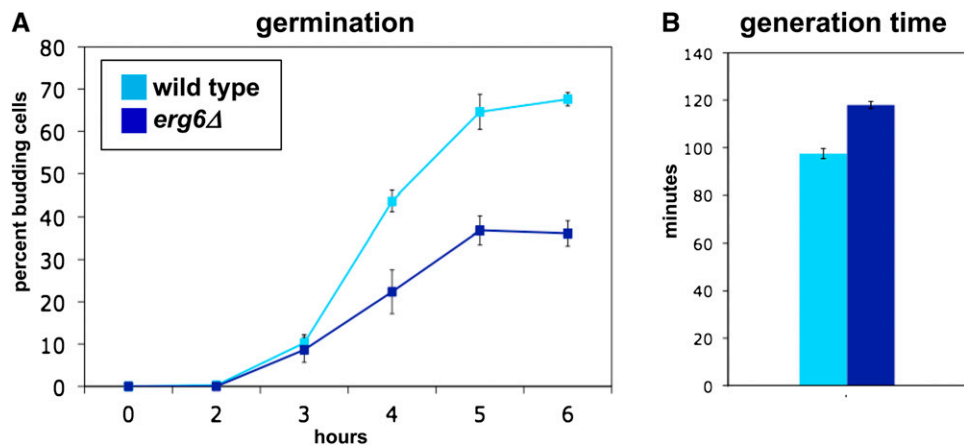 A
germination
80
70
60
50
40
30
20
10
0
percent budding cells
wild type
erg6Δ
0 2 3 4 5 6
hours
B
generation time
140
120
100
80
60
40
20
0
minutes